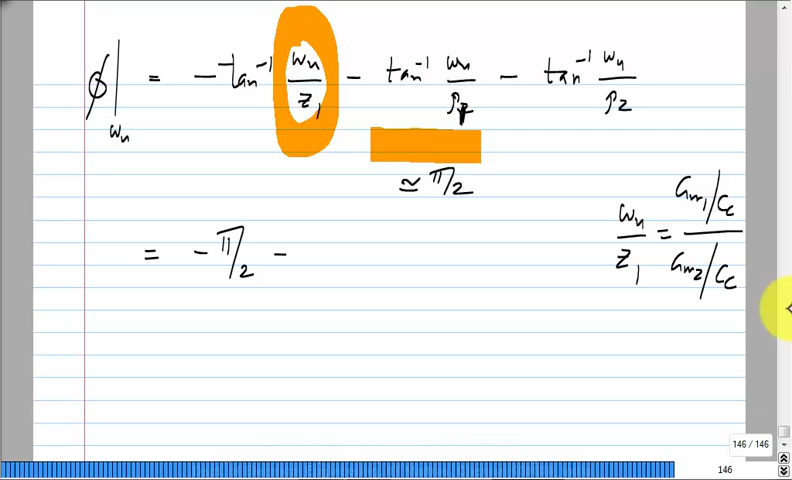 ϕ|ωu = −tan⁻¹ ωu/z1 − tan⁻¹ ωu/p1 − tan⁻¹ ωu/p2
≃ π/2
ωu/z1 = (Gm1/Cc)/(Gm2/Cc)
= −π/2 −
146 / 146
146